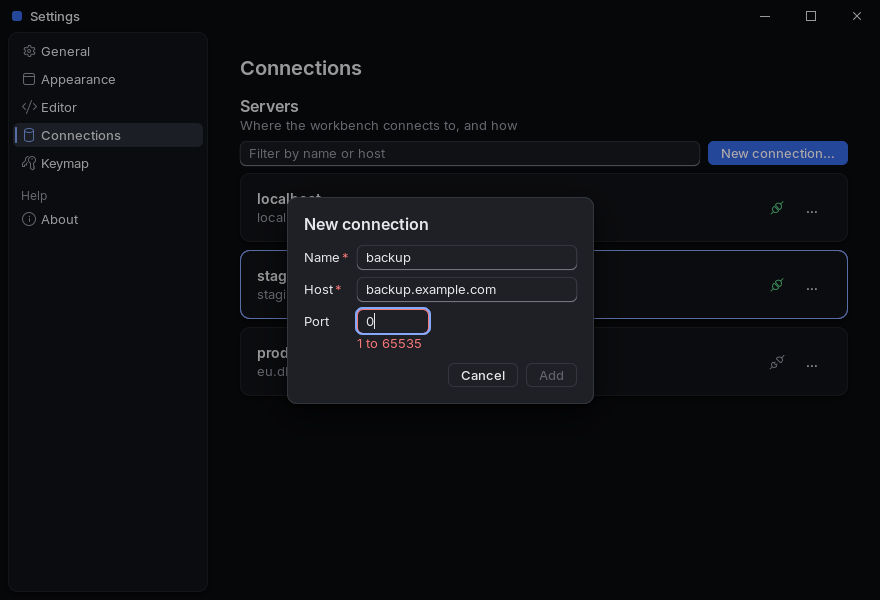 Settings
General
Appearance
Editor
Connections
Keymap
Help
About
Connections
Servers
Where the workbench connects to, and how
Filter by name or host
New connection...
...
...
...
New connection
Name *
backup
Host *
backup.example.com
Port
0
1 to 65535
Cancel
Add